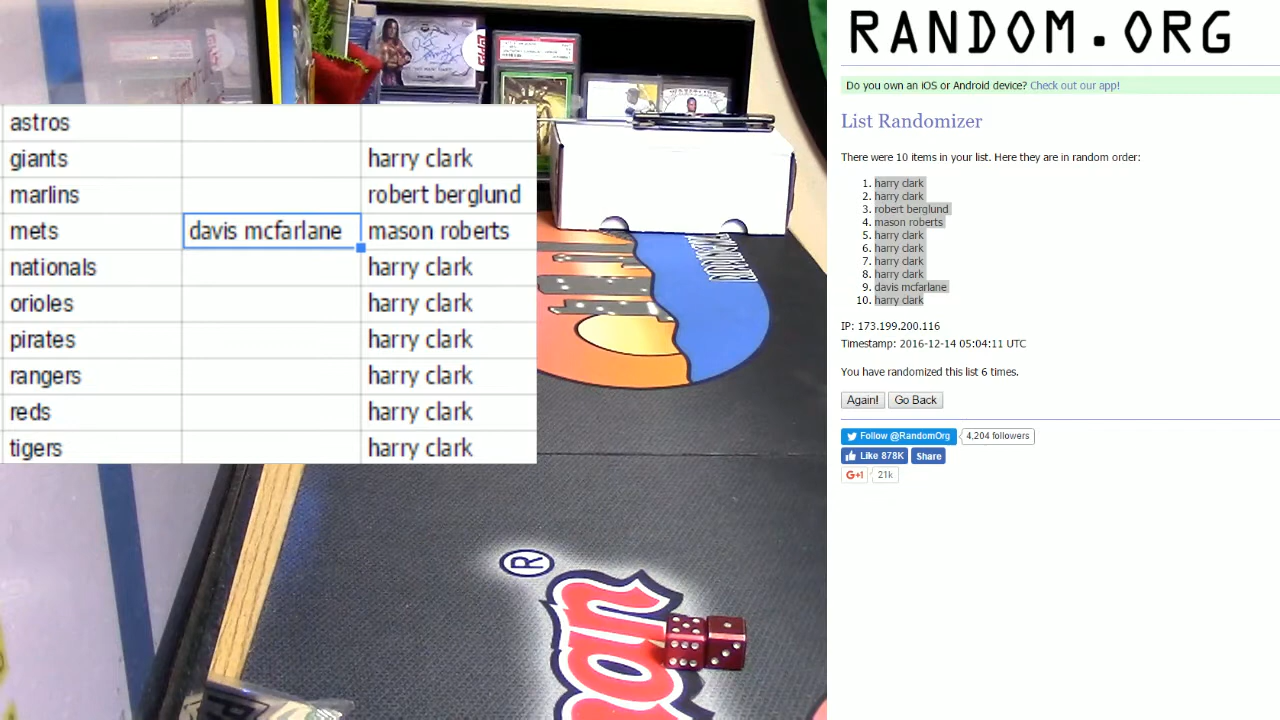 astros
giants harry clark
marlins robert berglund
mets davis mcfarlane mason roberts
nationals harry clark
orioles harry clark
pirates harry clark
rangers harry clark
reds harry clark
tigers harry clark
®
RANDOM.ORG
Do you own an iOS or Android device? Check out our app!
List Randomizer
There were 10 items in your list. Here they are in random order:
1. harry clark
2. harry clark
3. robert berglund
4. mason roberts
5. harry clark
6. harry clark
7. harry clark
8. harry clark
9. davis mcfarlane
10. harry clark
IP: 173.199.200.116
Timestamp: 2016-12-14 05:04:11 UTC
You have randomized this list 6 times.
Again! Go Back
Follow @RandomOrg 4,204 followers
Like 878K Share
G+1 21k